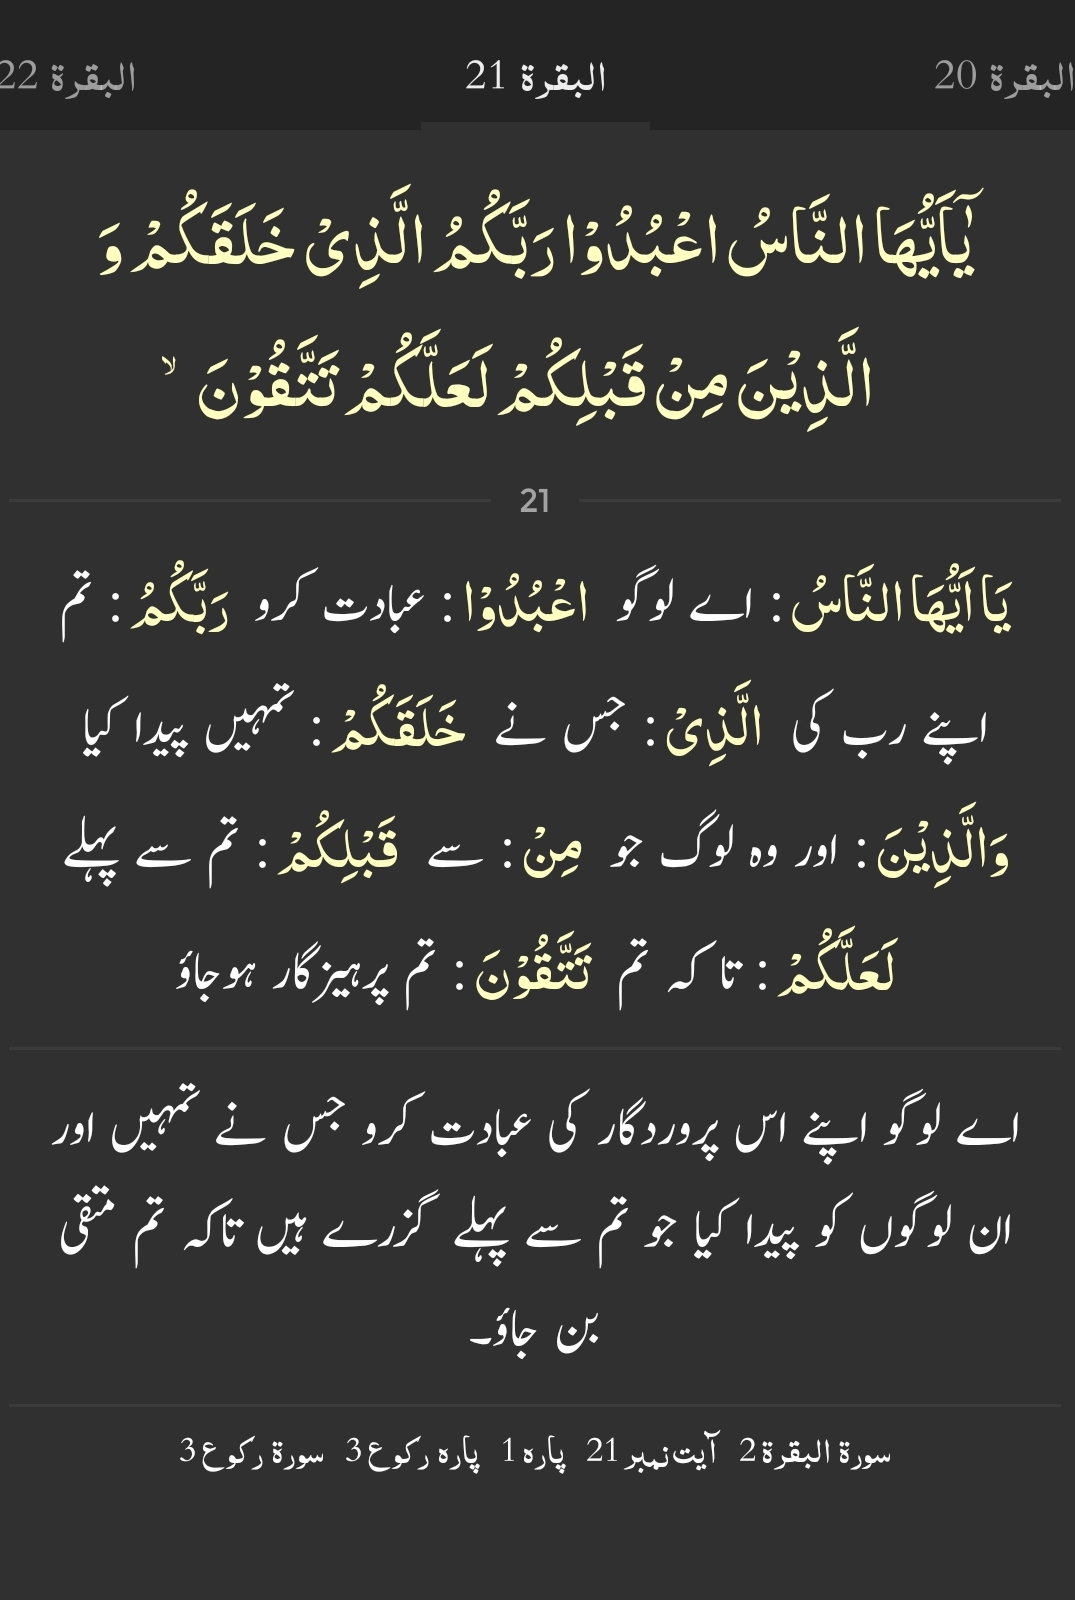 البقرة 20
البقرة 21
البقرة 22
يٰۤاَيُّهَا النَّاسُ اعْبُدُوْا رَبَّكُمُ الَّذِىْ خَلَقَكُمْ وَ
الَّذِيْنَ مِنْ قَبْلِكُمْ لَعَلَّكُمْ تَتَّقُوْنَ ۙ
21
يَا اَيُّهَا النَّاسُ : اے لوگو اعْبُدُوْا : عبادت کرو رَبَّكُمُ : تم
اپنے رب کی الَّذِىْ : جس نے خَلَقَكُمْ : تمہیں پیدا کیا
وَالَّذِيْنَ : اور وہ لوگ جو مِنْ : سے قَبْلِكُمْ : تم سے پہلے
لَعَلَّكُمْ : تا کہ تم تَتَّقُوْنَ : تم پرہیزگار ہوجاؤ
اے لوگو اپنے اس پروردگار کی عبادت کرو جس نے تمہیں اور
ان لوگوں کو پیدا کیا جو تم سے پہلے گزرے ہیں تاکہ تم متقی
بن جاؤ۔
سورۃ البقرۃ 2 آیت نمبر 21 پارہ 1 پارہ رکوع 3 سورۃ رکوع 3